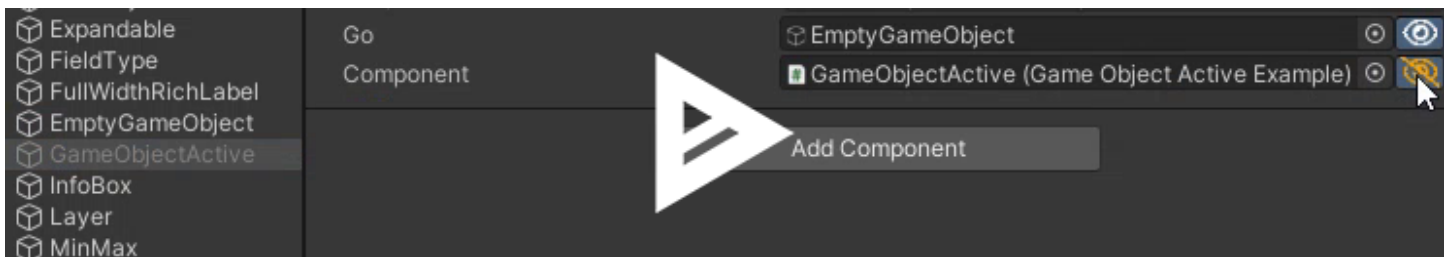 Expandable
FieldType
FullWidthRichLabel
EmptyGameObject
GameObjectActive
InfoBox
Layer
MinMax
Go
EmptyGameObject
Component
GameObjectActive (Game Object Active Example)
Add Component